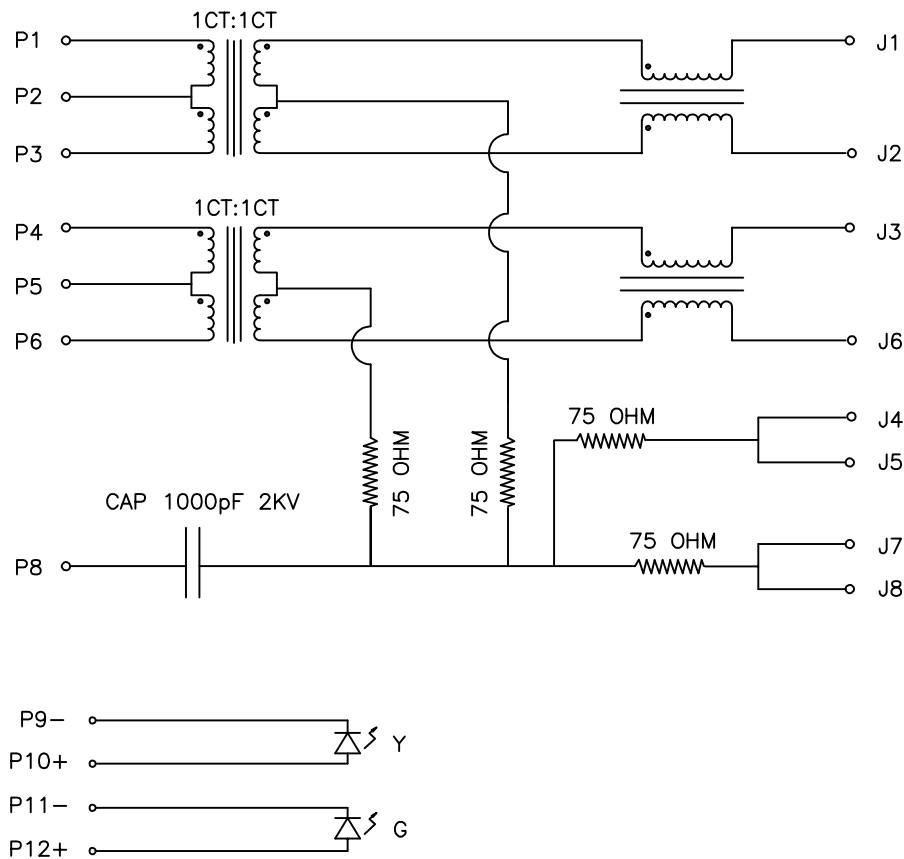 1CT:1CT
P1
J1
P2
P3
J2
1CT:1CT
P4
J3
P5
P6
J6
75 OHM
75 OHM
75 OHM
J4
J5
CAP 1000pF 2KV
75 OHM
J7
P8
J8
P9-
Y
P10+
P11-
G
P12+